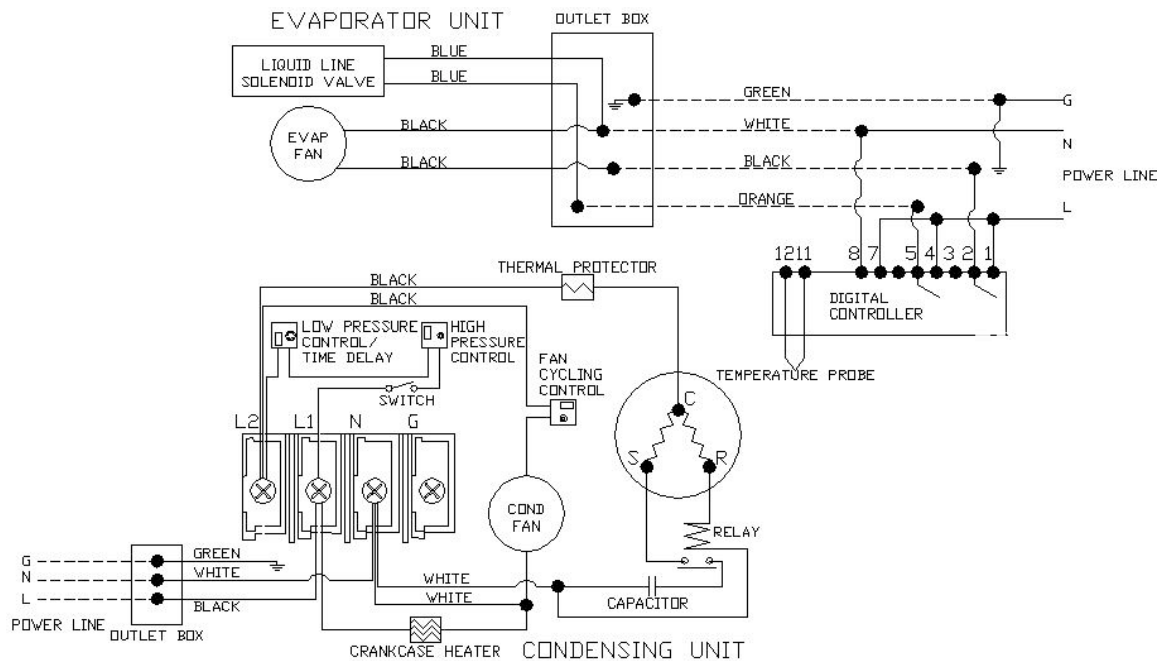 EVAPORATOR UNIT
OUTLET BOX
LIQUID LINE
SOLENOID VALVE
BLUE
BLUE
GREEN
G
EVAP
FAN
BLACK
WHITE
N
BLACK
BLACK
POWER LINE
ORANGE
L
12 11 8 7 5 4 3 2 1
DIGITAL
CONTROLLER
TEMPERATURE PROBE
THERMAL PROTECTOR
BLACK
BLACK
LOW PRESSURE
CONTROL/
TIME DELAY
HIGH
PRESSURE
CONTROL
FAN
CYCLING
CONTROL
SWITCH
L2 L1 N G
C
S R
COND
FAN
RELAY
G
N
L
POWER LINE
OUTLET BOX
GREEN
WHITE
BLACK
WHITE
WHITE
CAPACITOR
CRANKCASE HEATER
CONDENSING UNIT